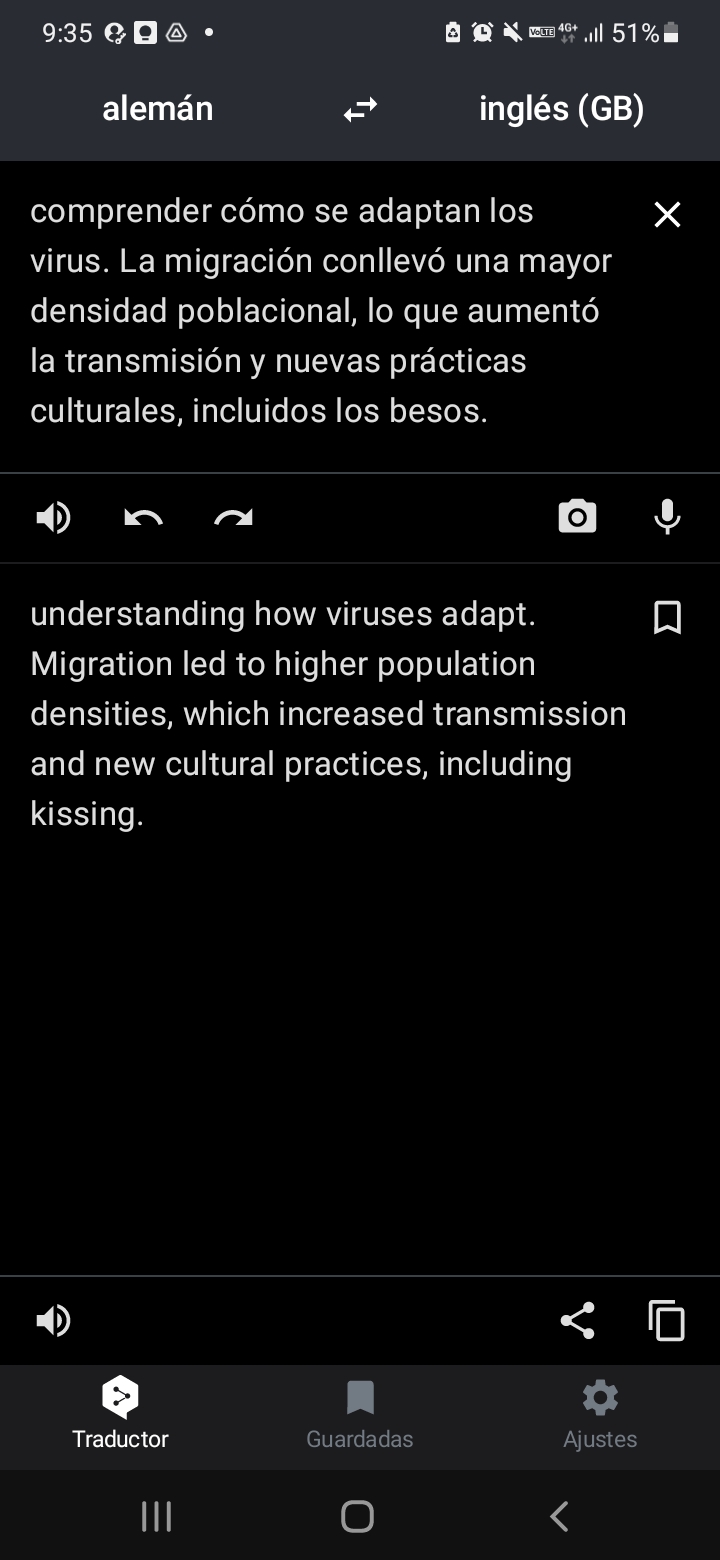 9:35
VoLTE 4G+ 51%
alemán
inglés (GB)
comprender cómo se adaptan los
virus. La migración conllevó una mayor
densidad poblacional, lo que aumentó
la transmisión y nuevas prácticas
culturales, incluidos los besos.
understanding how viruses adapt.
Migration led to higher population
densities, which increased transmission
and new cultural practices, including
kissing.
Traductor
Guardadas
Ajustes